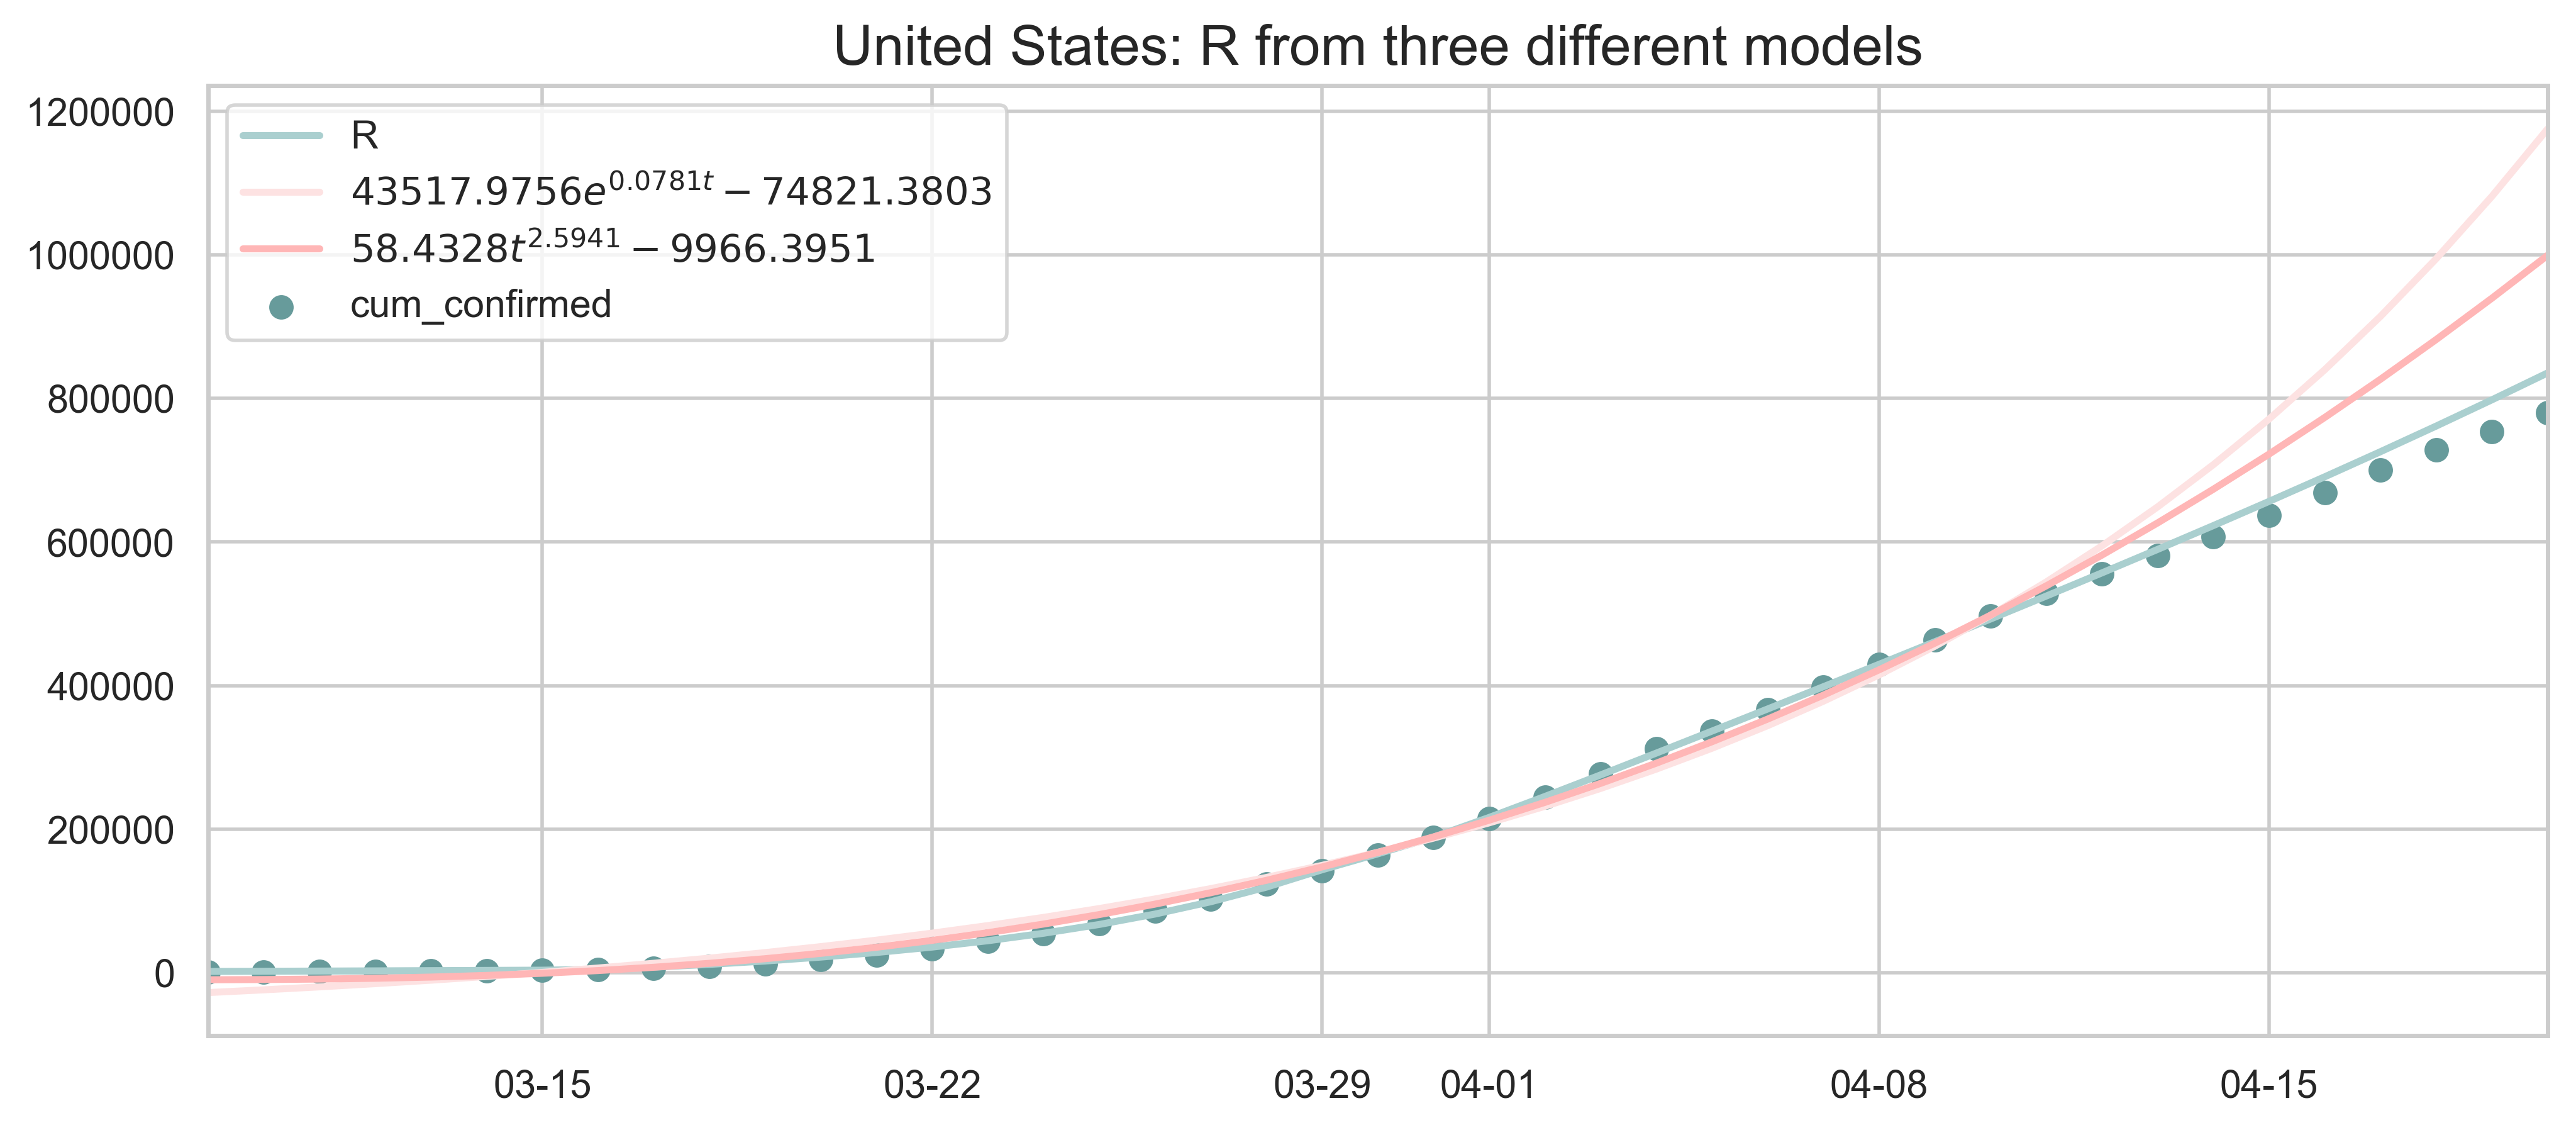 United States: R from three different models
1200000
1000000
800000
600000
400000
200000
0
R
43517.9756e^{0.0781t} − 74821.3803
58.4328t^{2.5941} − 9966.3951
cum_confirmed
03-15 03-22 03-29 04-01 04-08 04-15